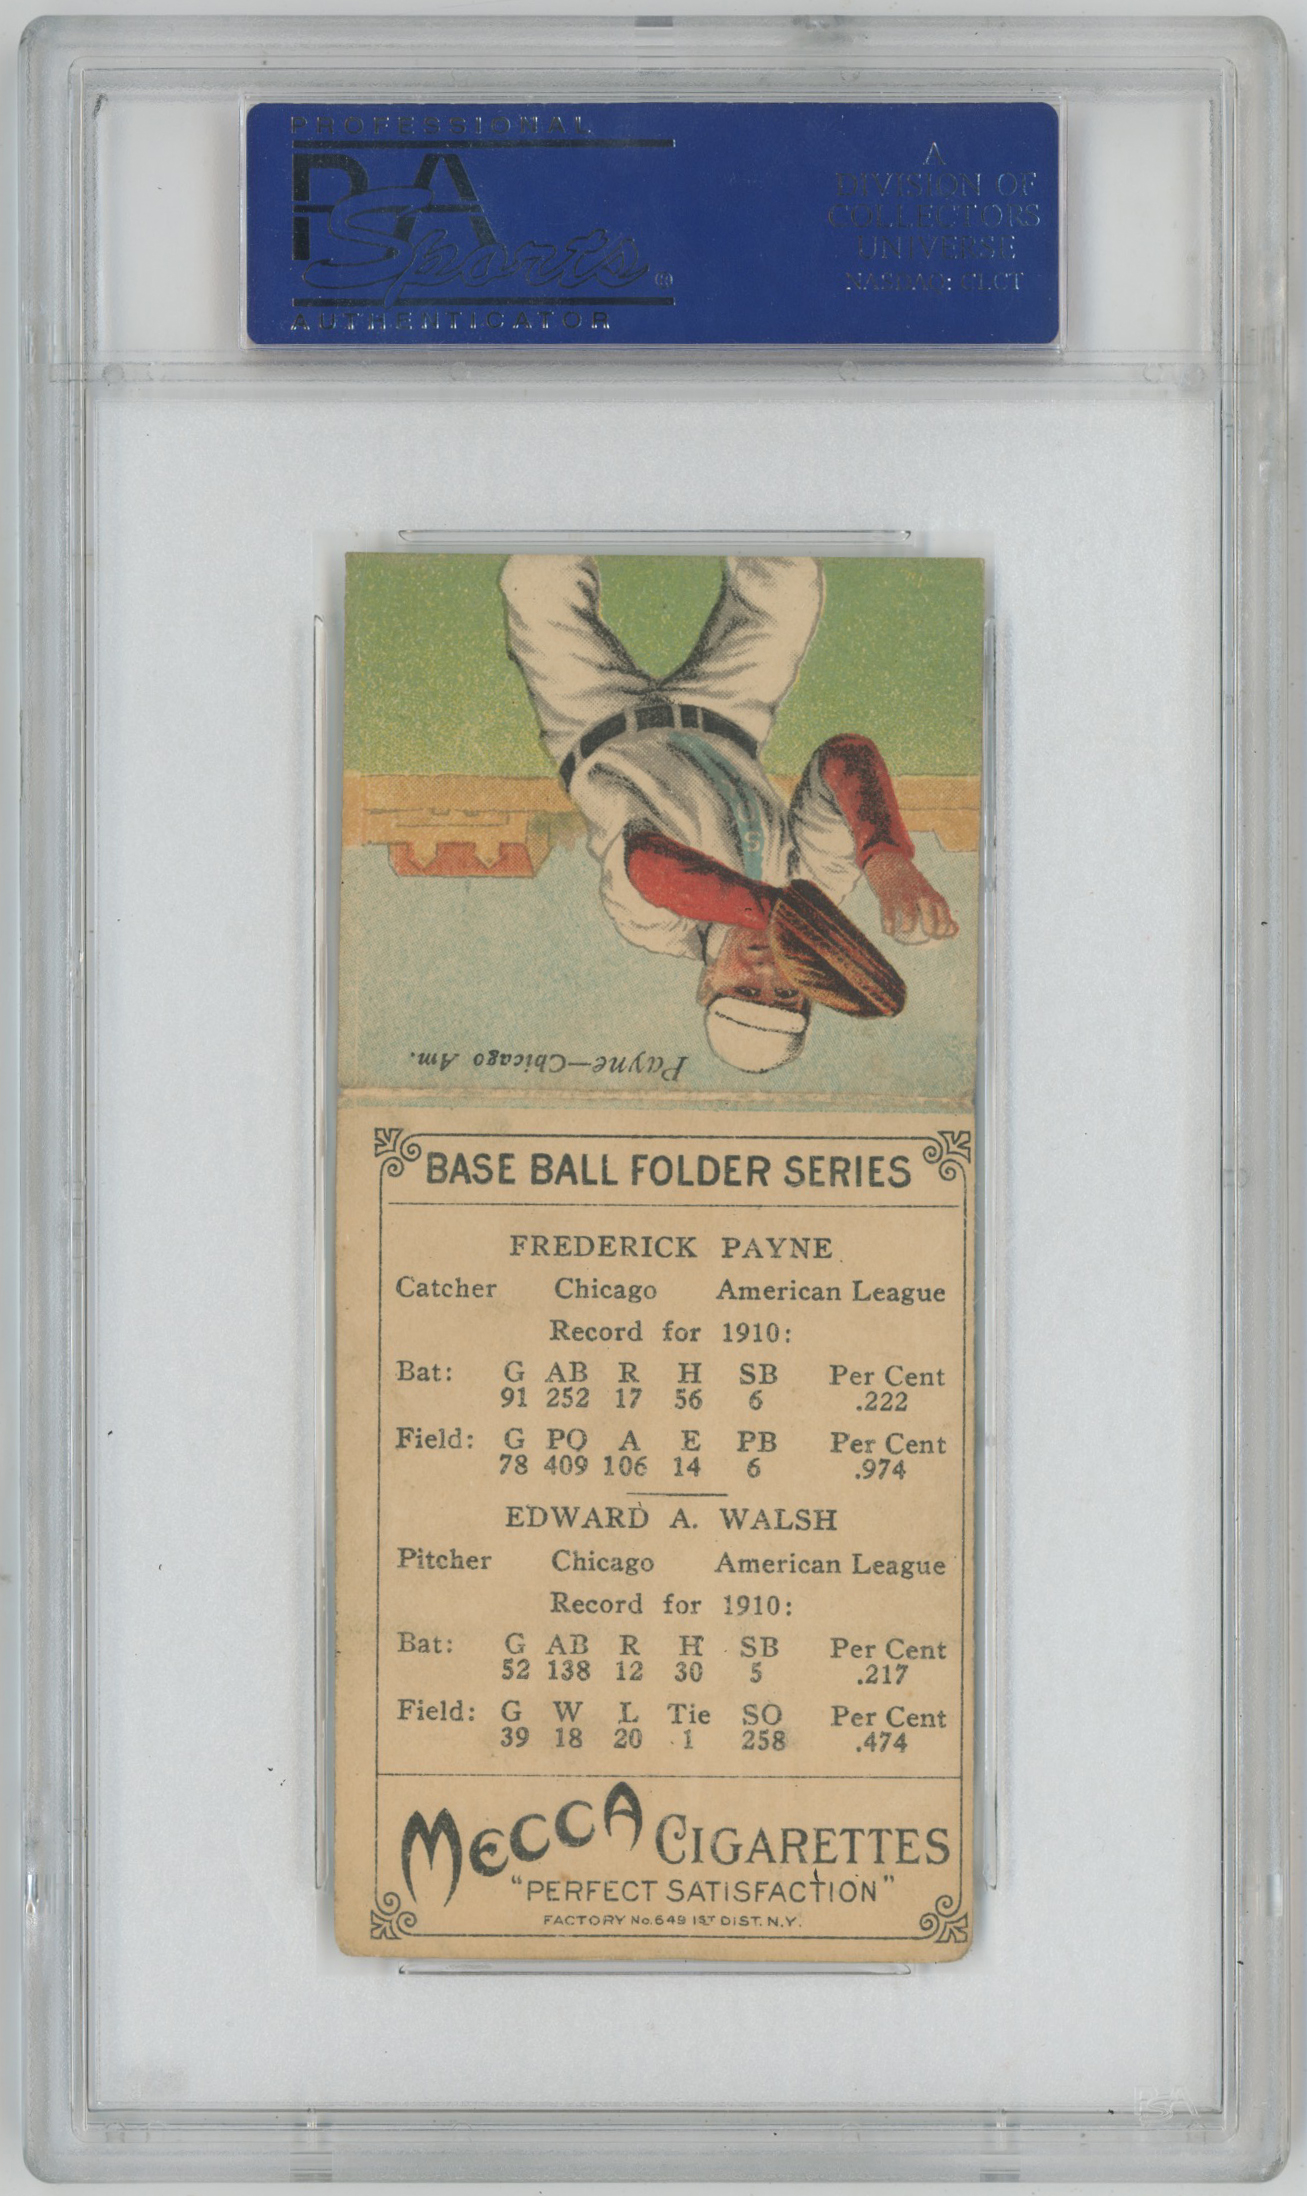 PROFESSIONAL
PSA
Sports®
AUTHENTICATOR
A
DIVISION OF
COLLECTORS
UNIVERSE
NASDAQ: CLCT
S
Payne—Chicago Am.
BASE BALL FOLDER SERIES
FREDERICK PAYNE
Catcher Chicago American League
Record for 1910:
Bat: G AB R H SB Per Cent
91 252 17 56 6 .222
Field: G PO A E PB Per Cent
78 409 106 14 6 .974
EDWARD A. WALSH
Pitcher Chicago American League
Record for 1910:
Bat: G AB R H SB Per Cent
52 138 12 30 5 .217
Field: G W L Tie SO Per Cent
39 18 20 1 258 .474
MECCA CIGARETTES
"PERFECT SATISFACTION"
FACTORY No. 649 1ST DIST. N.Y.
PSA